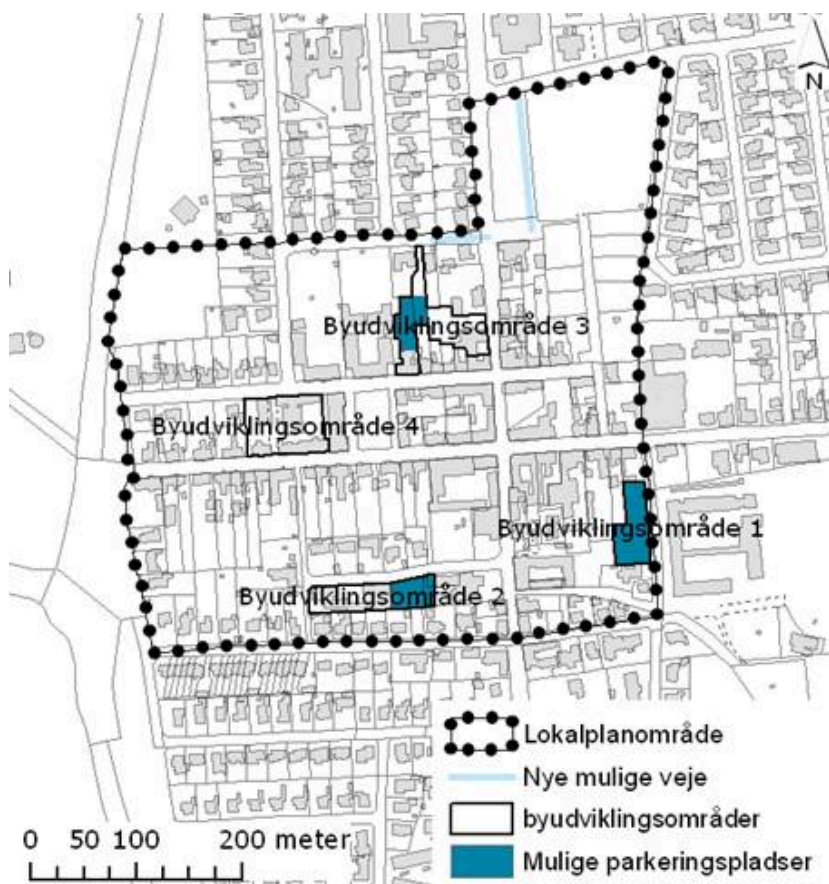 N
Byudviklingsområde 3
Byudviklingsområde 4
Byudviklingsområde 1
Byudviklingsområde 2
Lokalplanområde
Nye mulige veje
byudviklingsområder
Mulige parkeringspladser
0 50 100 200 meter